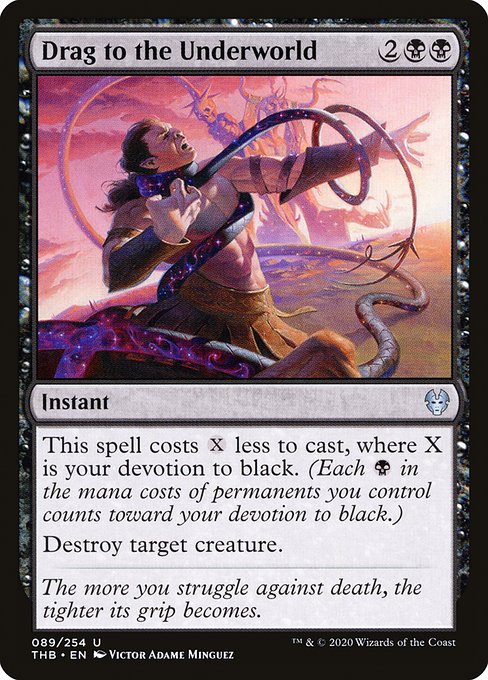 Drag to the Underworld 2
Instant
This spell costs X less to cast, where X
is your devotion to black. (Each in
the mana costs of permanents you control
counts toward your devotion to black.)
Destroy target creature.
The more you struggle against death, the
tighter its grip becomes.
089/254 U
THB • EN Victor Adame Minguez
™ & © 2020 Wizards of the Coast